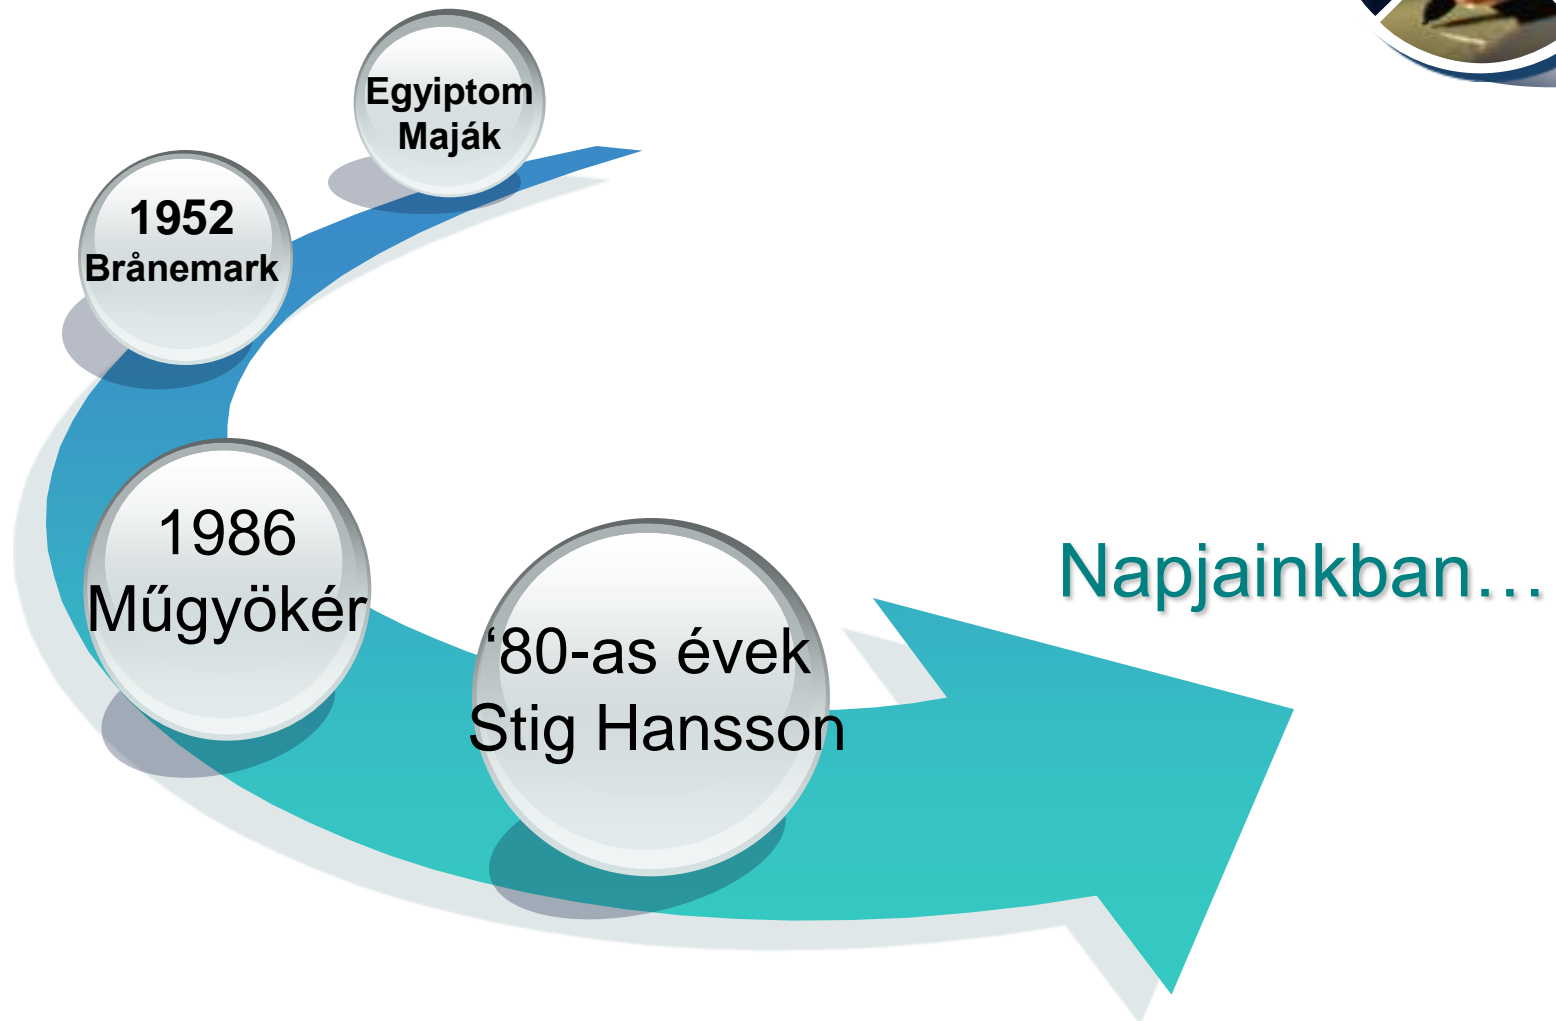 Egyiptom
Maják
1952
Brånemark
1986
Műgyökér
‘80-as évek
Stig Hansson
Napjainkban…